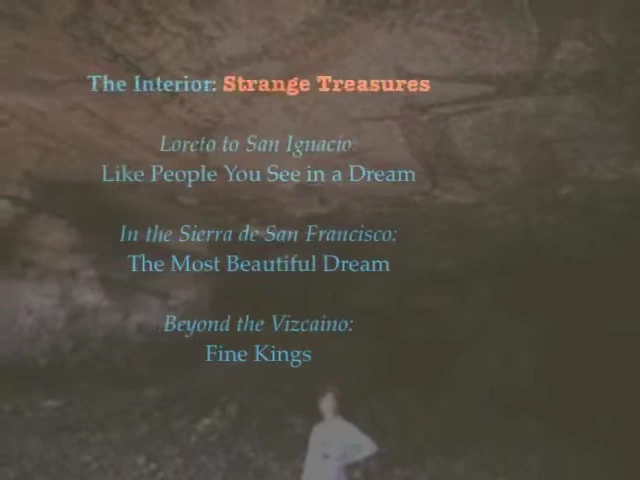 The Interior: Strange Treasures
Loreto to San Ignacio
Like People You See in a Dream
In the Sierra de San Francisco:
The Most Beautiful Dream
Beyond the Vizcaino:
Fine Kings